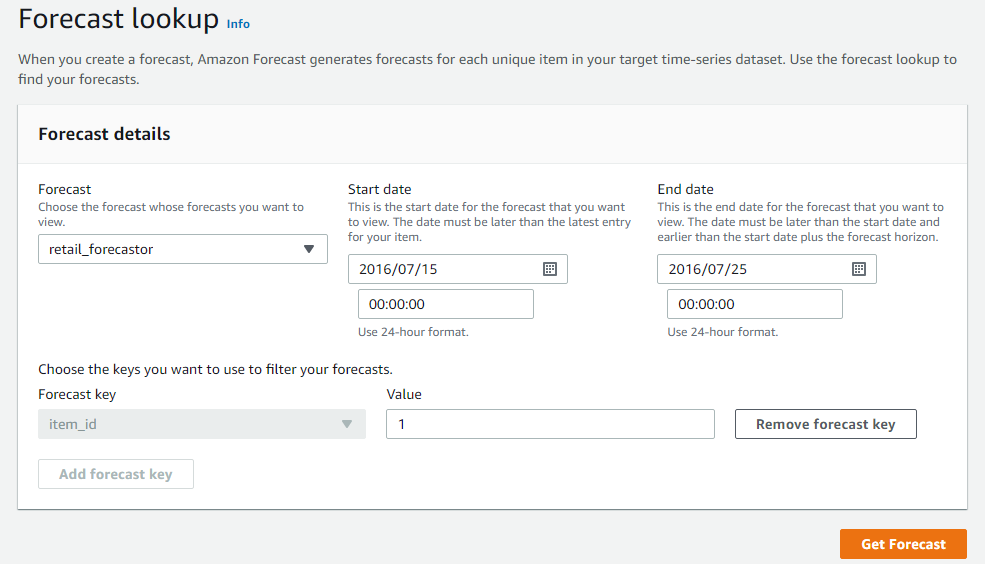 Forecast lookup Info
When you create a forecast, Amazon Forecast generates forecasts for each unique item in your target time-series dataset. Use the forecast lookup to
find your forecasts.
Forecast details
Forecast
Choose the forecast whose forecasts you want to
view.
retail_forecastor
Start date
This is the start date for the forecast that you want
to view. The date must be later than the latest entry
for your item.
2016/07/15
00:00:00
Use 24-hour format.
End date
This is the end date for the forecast that you want to
view. The date must be later than the start date and
earlier than the start date plus the forecast horizon.
2016/07/25
00:00:00
Use 24-hour format.
Choose the keys you want to use to filter your forecasts.
Forecast key
item_id
Value
1
Remove forecast key
Add forecast key
Get Forecast